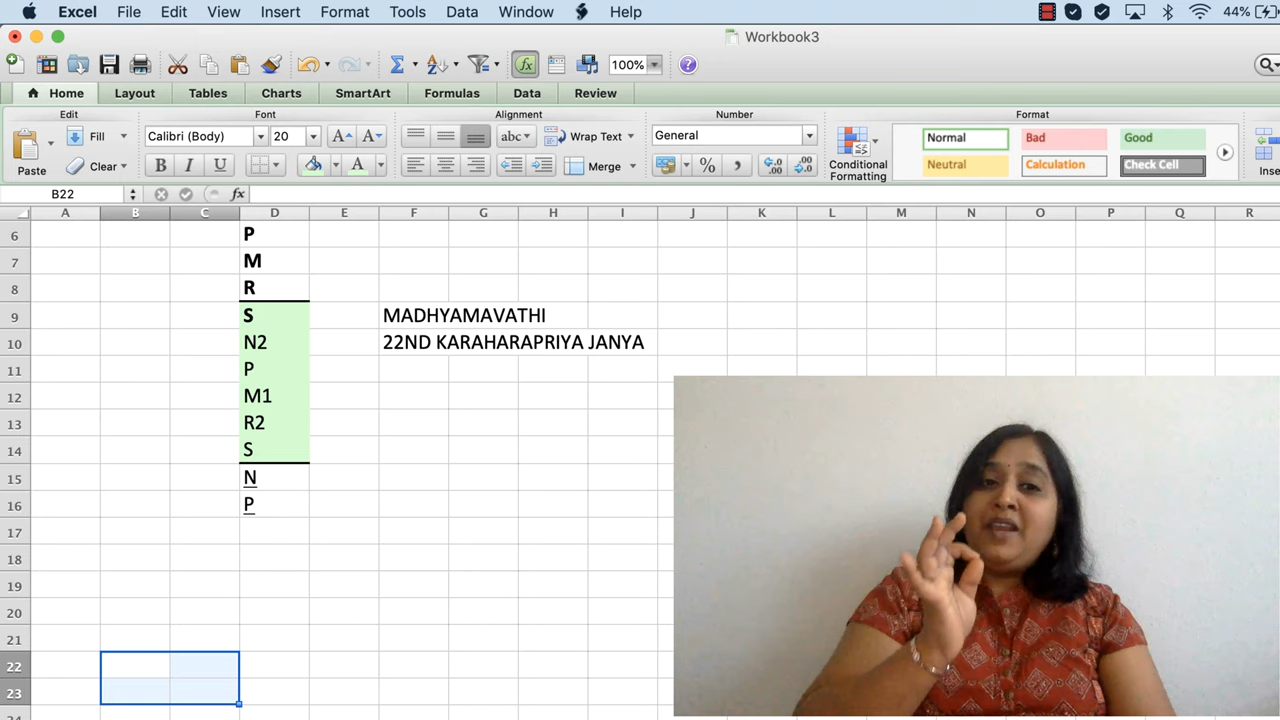 Excel File Edit View Insert Format Tools Data Window Help 44%
Workbook3
100%
Home Layout Tables Charts SmartArt Formulas Data Review
Edit Font Alignment Number Format
Fill Calibri (Body) 20 A A abc Wrap Text General Normal Bad Good
Paste Clear B I U A Merge % Conditional Formatting Neutral Calculation Check Cell Inse
B22 fx
A B C D E F G H I J K L M N O P Q R
6 P
7 M
8 R
9 S MADHYAMAVATHI
10 N2 22ND KARAHARAPRIYA JANYA
11 P
12 M1
13 R2
14 S
15 N
16 P
17
18
19
20
21
22
23